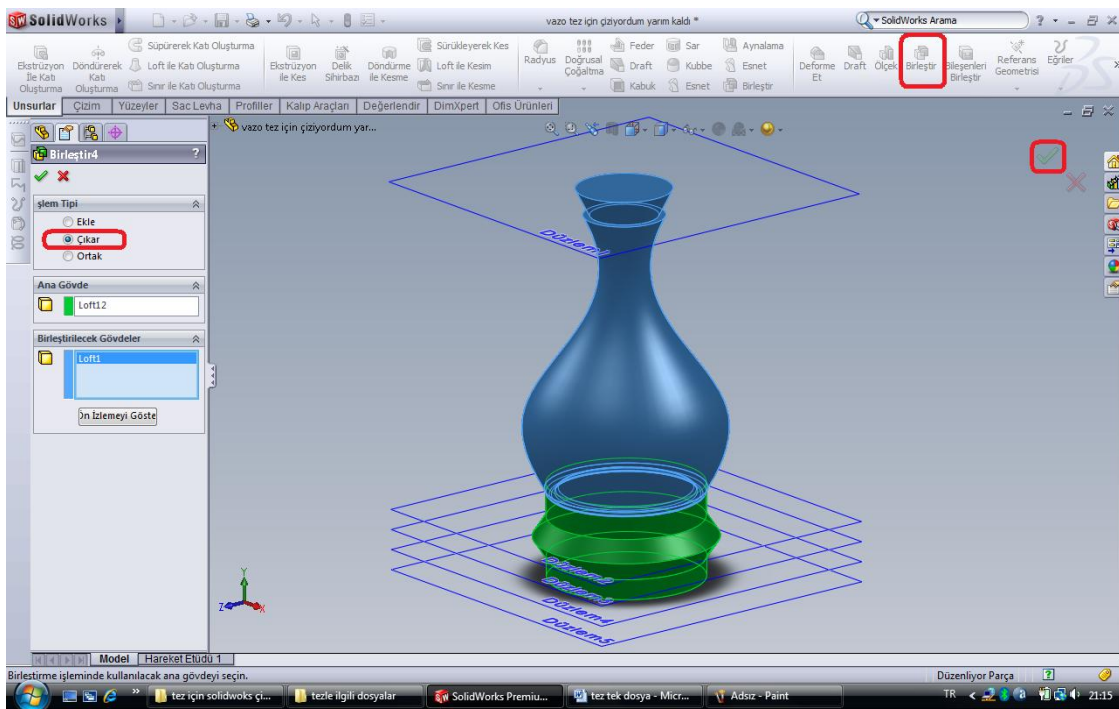 SolidWorks
vazo tez için çiziyordum yarım kaldı *
SolidWorks Arama
Ekstrüzyon İle Katı Oluşturma
Döndürerek Katı Oluşturma
Süpürerek Katı Oluşturma
Loft ile Katı Oluşturma
Sınır ile Katı Oluşturma
Ekstrüzyon ile Kes
Delik Sihirbazı
Döndürme ile Kesme
Sürükleyerek Kes
Loft ile Kesim
Sınır ile Kesme
Radyus
Doğrusal Çoğaltma
Feder
Draft
Kabuk
Sar
Kubbe
Esnet
Aynalama
Esnet
Birleştir
Deforme Et
Draft
Ölçek
Birleştir
Bileşenleri Birleştir
Referans Geometrisi
Eğriler
Unsurlar Çizim Yüzeyler Sac Levha Profiller Kalıp Araçları Değerlendir DimXpert Ofis Ürünleri
vazo tez için çiziyordum yar...
Birleştir4 ?
şlem Tipi
Ekle
Çıkar
Ortak
Ana Gövde
Loft12
Birleştirilecek Gövdeler
Loft1
Ön İzlemeyi Göste
Düzlem1
Düzlem2
Düzlem3
Düzlem4
Düzlem5
Y
Z X
Model Hareket Etüdü 1
Birleştirme işleminde kullanılacak ana gövdeyi seçin.
Düzenliyor Parça
tez için solidwoks çi...
tezle ilgili dosyalar
SolidWorks Premiu...
tez tek dosya - Micr...
Adsız - Paint
TR
21:15